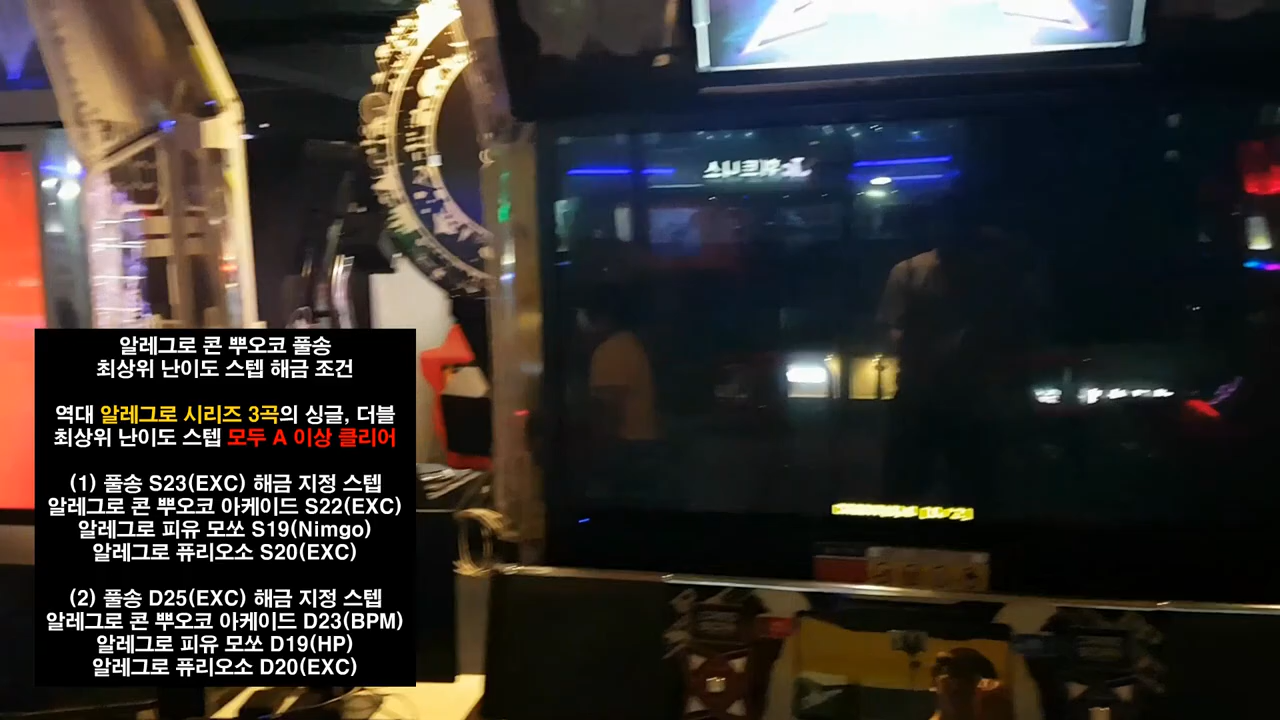 위트니스
알레그로 콘 뿌오코 풀송
최상위 난이도 스텝 해금 조건
역대 알레그로 시리즈 3곡의 싱글, 더블
최상위 난이도 스텝 모두 A 이상 클리어
(1) 풀송 S23(EXC) 해금 지정 스텝
알레그로 콘 뿌오코 아케이드 S22(EXC)
알레그로 피유 모쏘 S19(Nimgo)
알레그로 퓨리오소 S20(EXC)
(2) 풀송 D25(EXC) 해금 지정 스텝
알레그로 콘 뿌오코 아케이드 D23(BPM)
알레그로 피유 모쏘 D19(HP)
알레그로 퓨리오소 D20(EXC)